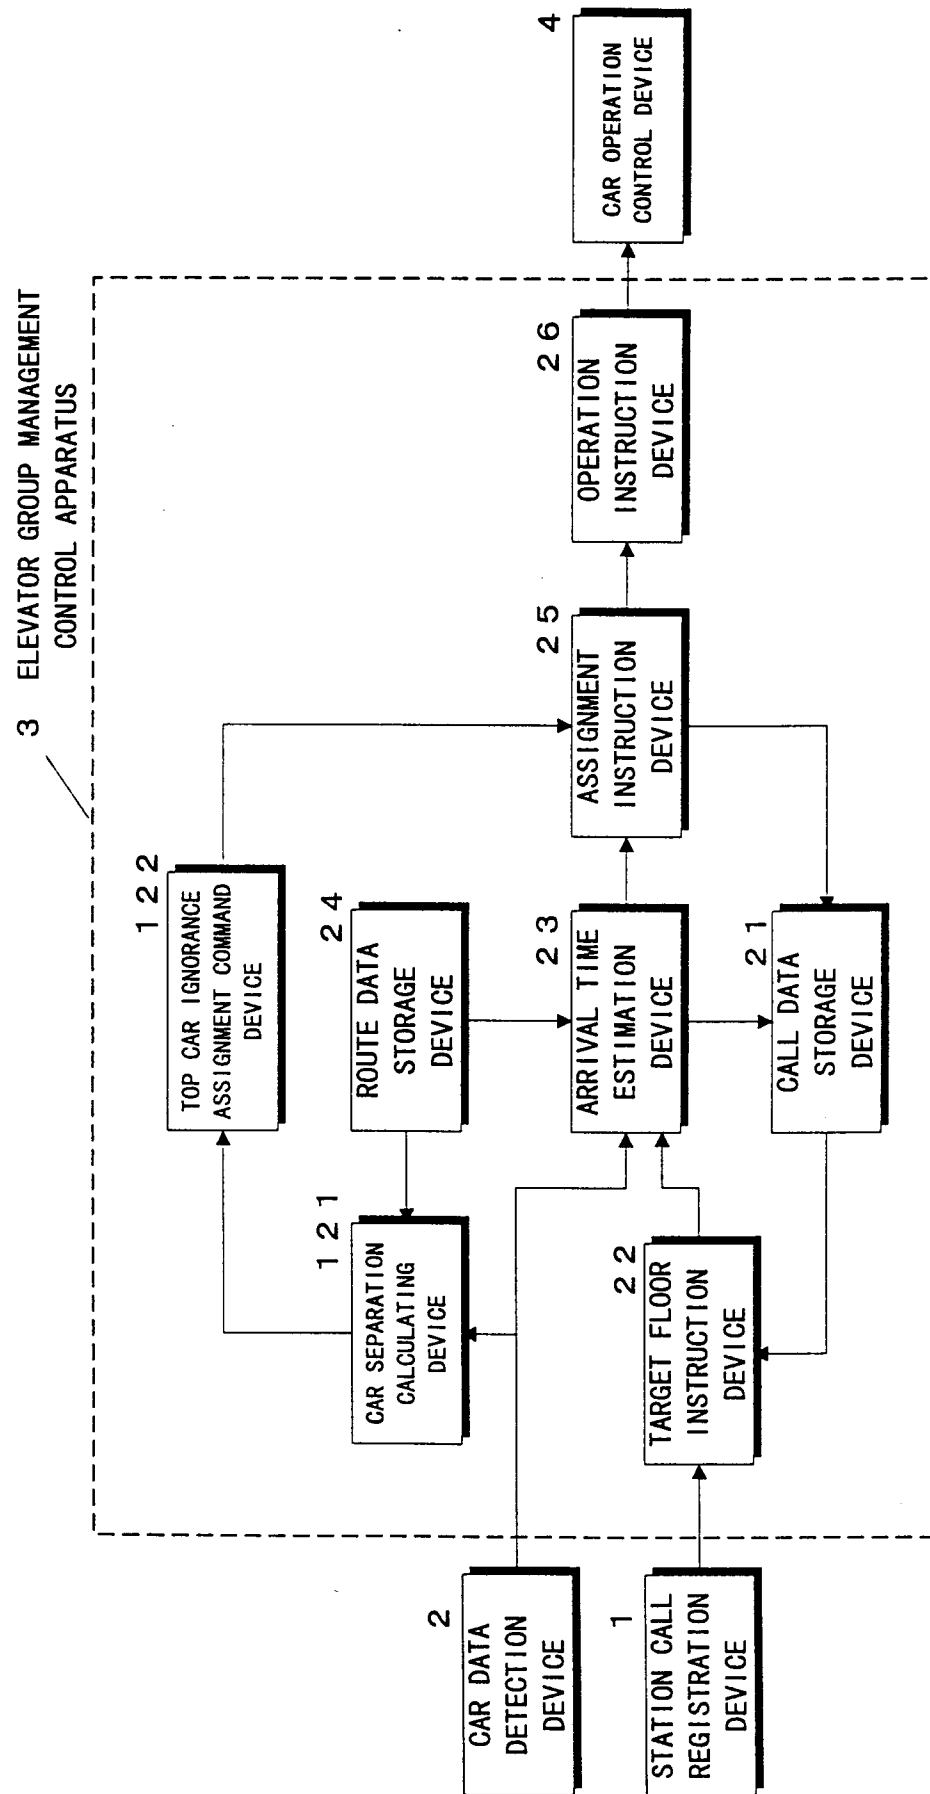 3 ELEVATOR GROUP MANAGEMENT
CONTROL APPARATUS
122
TOP CAR IGNORANCE
ASSIGNMENT COMMAND
DEVICE
121
CAR SEPARATION
CALCULATING
DEVICE
24
ROUTE DATA
STORAGE
DEVICE
2
CAR DATA
DETECTION
DEVICE
23
ARRIVAL TIME
ESTIMATION
DEVICE
25
ASSIGNMENT
INSTRUCTION
DEVICE
26
OPERATION
INSTRUCTION
DEVICE
4
CAR OPERATION
CONTROL DEVICE
1
STATION CALL
REGISTRATION
DEVICE
22
TARGET FLOOR
INSTRUCTION
DEVICE
21
CALL DATA
STORAGE
DEVICE